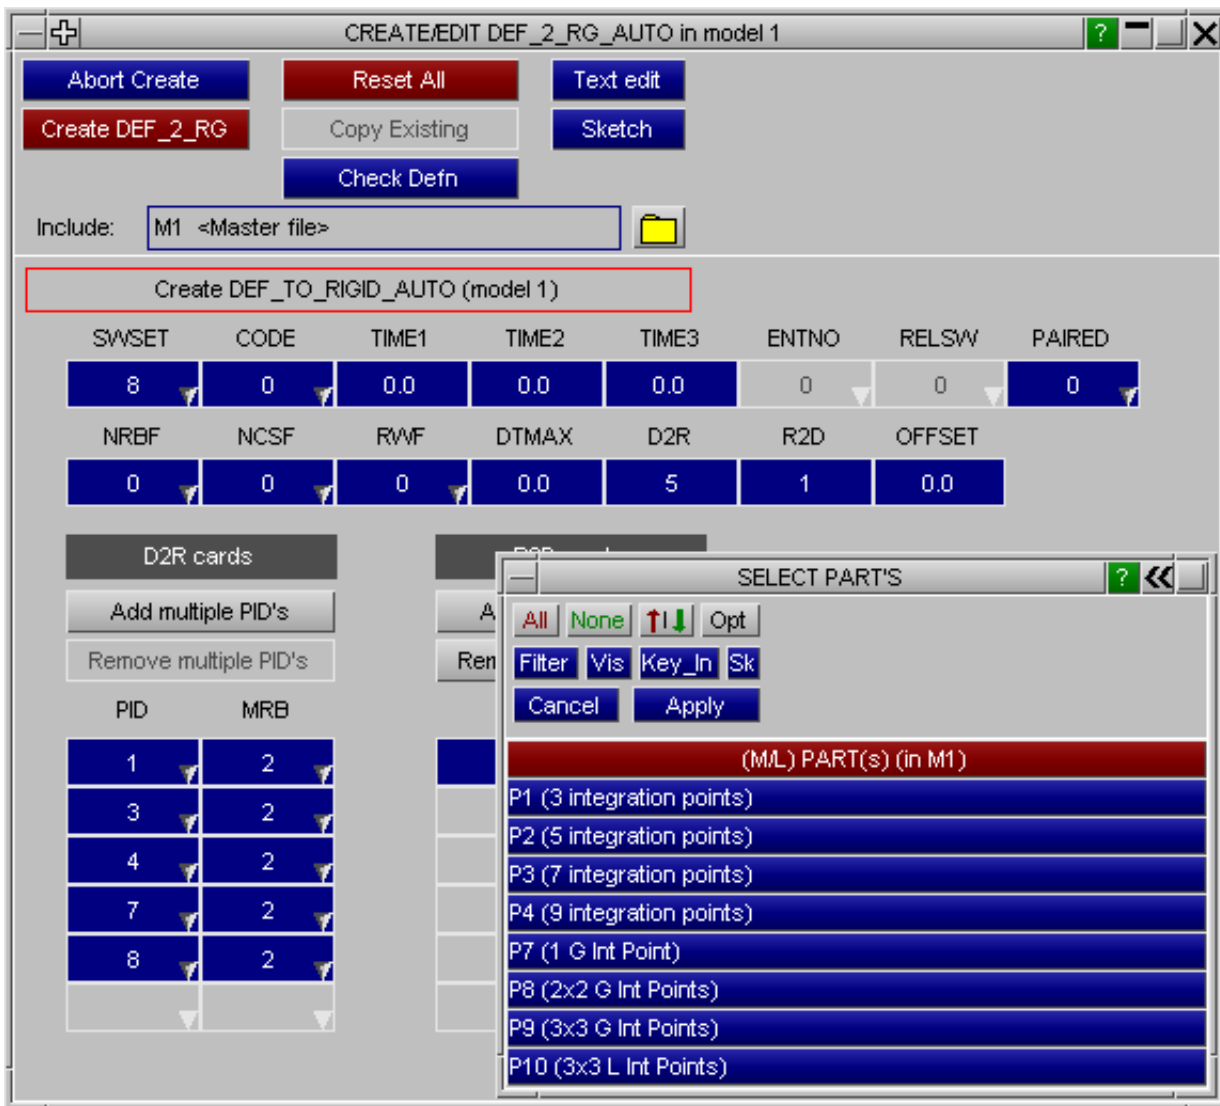 CREATE/EDIT DEF_2_RG_AUTO in model 1 ?
Abort Create Reset All Text edit
Create DEF_2_RG Copy Existing Sketch
Check Defn
Include: M1 <Master file>
Create DEF_TO_RIGID_AUTO (model 1)
SWSET CODE TIME1 TIME2 TIME3 ENTNO RELSW PAIRED
8 0 0.0 0.0 0.0 0 0 0
NRBF NCSF RWF DTMAX D2R R2D OFFSET
0 0 0 0.0 5 1 0.0
D2R cards
Add multiple PID's
Remove multiple PID's
PID MRB
1 2
3 2
4 2
7 2
8 2
SELECT PART'S ?
All None Opt
Filter Vis Key_In Sk
Cancel Apply
(M/L) PART(s) (in M1)
P1 (3 integration points)
P2 (5 integration points)
P3 (7 integration points)
P4 (9 integration points)
P7 (1 G Int Point)
P8 (2x2 G Int Points)
P9 (3x3 G Int Points)
P10 (3x3 L Int Points)